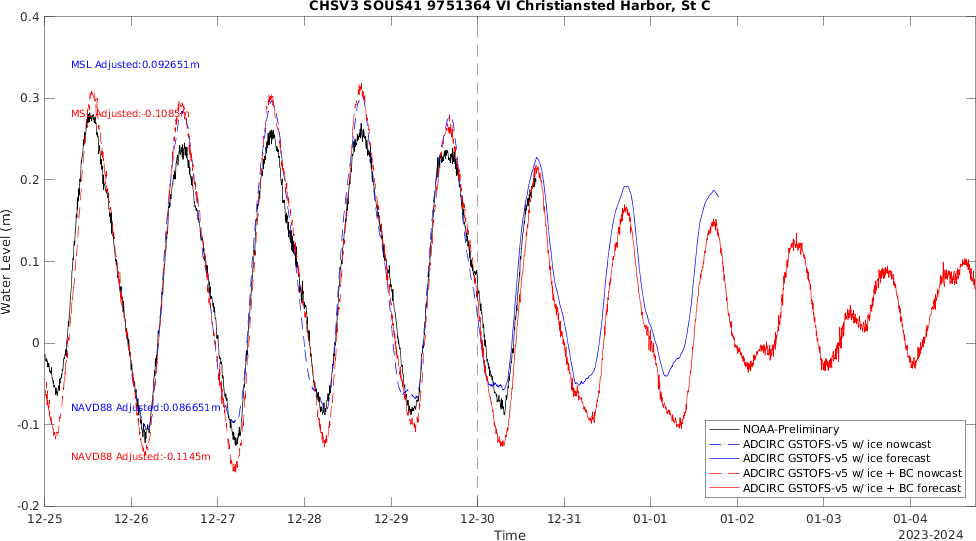 CHSV3 SOUS41 9751364 VI Christiansted Harbor, St C
0.4
0.3
0.2
0.1
0
-0.1
-0.2
Water Level (m)
MSL Adjusted:0.092651m
MSL Adjusted:-0.1085m
NAVD88 Adjusted:0.086651m
NAVD88 Adjusted:-0.1145m
NOAA-Preliminary
ADCIRC GSTOFS-v5 w/ ice nowcast
ADCIRC GSTOFS-v5 w/ ice forecast
ADCIRC GSTOFS-v5 w/ ice + BC nowcast
ADCIRC GSTOFS-v5 w/ ice + BC forecast
12-25 12-26 12-27 12-28 12-29 12-30 12-31 01-01 01-02 01-03 01-04
Time
2023-2024